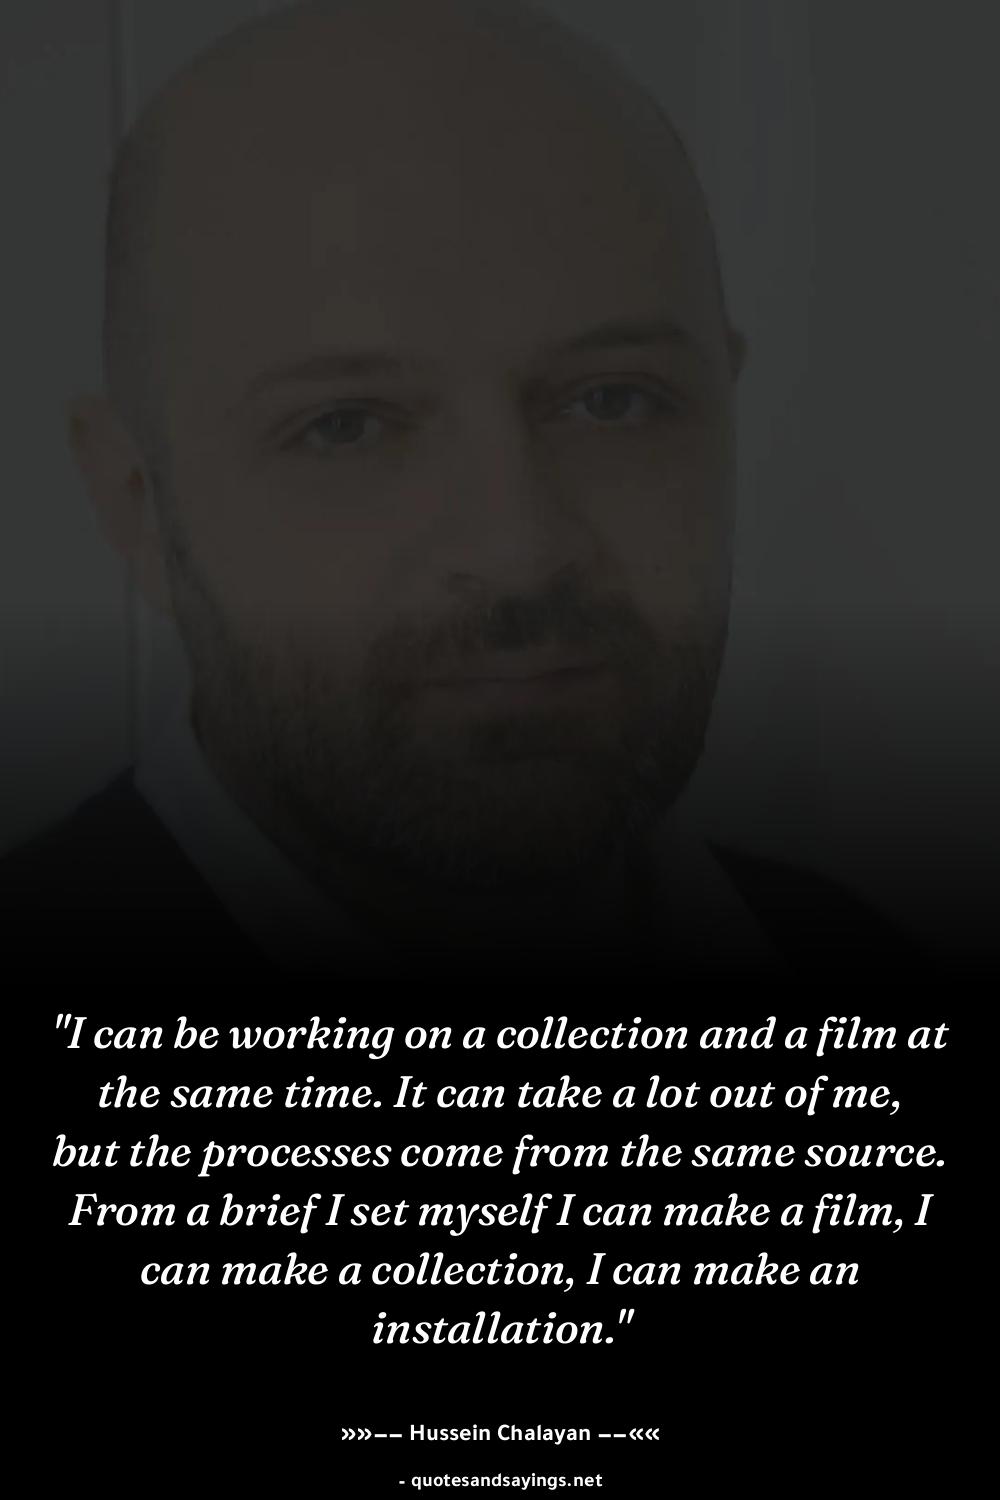 "I can be working on a collection and a film at
the same time. It can take a lot out of me,
but the processes come from the same source.
From a brief I set myself I can make a film, I
can make a collection, I can make an
installation."
»»−− Hussein Chalayan −−««
- quotesandsayings.net